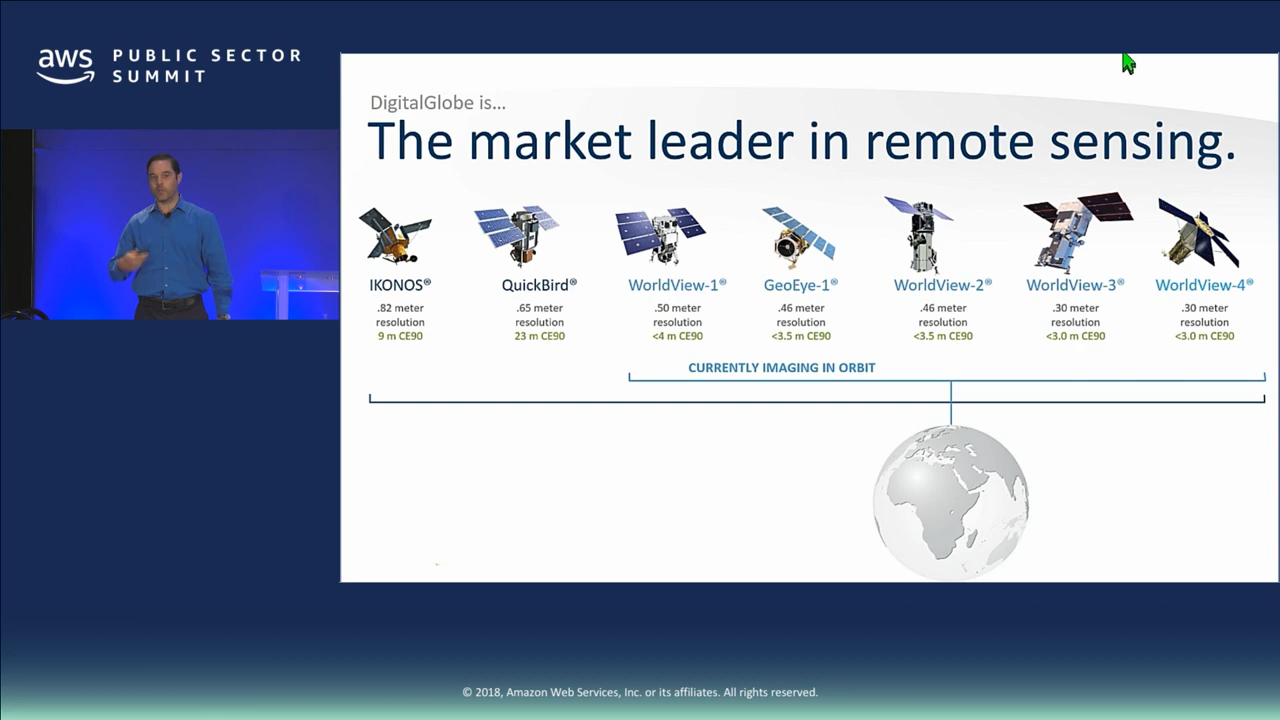 aws
PUBLIC SECTOR
SUMMIT
DigitalGlobe is...
The market leader in remote sensing.
IKONOS®
.82 meter
resolution
9 m CE90
QuickBird®
.65 meter
resolution
23 m CE90
WorldView-1®
.50 meter
resolution
<4 m CE90
GeoEye-1®
.46 meter
resolution
<3.5 m CE90
WorldView-2®
.46 meter
resolution
<3.5 m CE90
WorldView-3®
.30 meter
resolution
<3.0 m CE90
WorldView-4®
.30 meter
resolution
<3.0 m CE90
CURRENTLY IMAGING IN ORBIT
© 2018, Amazon Web Services, Inc. or its affiliates. All rights reserved.